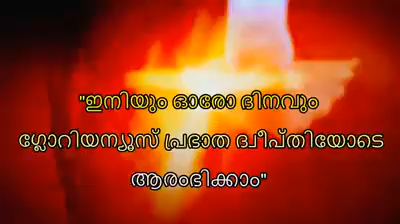 "ഇനിയും ഓരോ ദിനവും
ഗ്ലോറിയന്യൂസ് പ്രഭാത ദ്വീപ്തിയോടെ
ആരംഭിക്കാം"